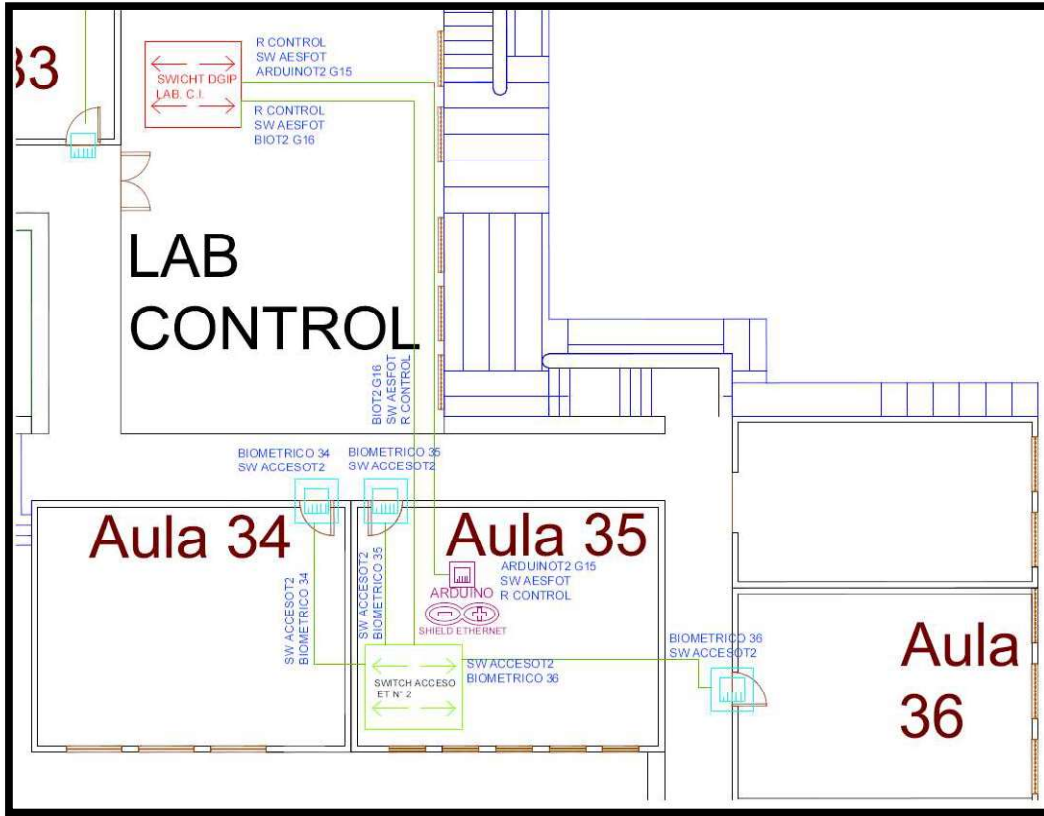 33
SWICHT DGIP
LAB. C.I.
R CONTROL
SW AESFOT
ARDUINOT2 G15
R CONTROL
SW AESFOT
BIOT2 G16
LAB
CONTROL
BIOT2 G16
SW AESFOT
R CONTROL
BIOMETRICO 34
SW ACCESOT2
BIOMETRICO 35
SW ACCESOT2
Aula 34
Aula 35
SW ACCESOT2
BIOMETRICO 34
SW ACCESOT2
BIOMETRICO 35
ARDUINO
SHIELD ETHERNET
ARDUINOT2 G15
SW AESFOT
R CONTROL
SWITCH ACCESO
ET N° 2
SW ACCESOT2
BIOMETRICO 36
BIOMETRICO 36
SW ACCESOT2
Aula
36